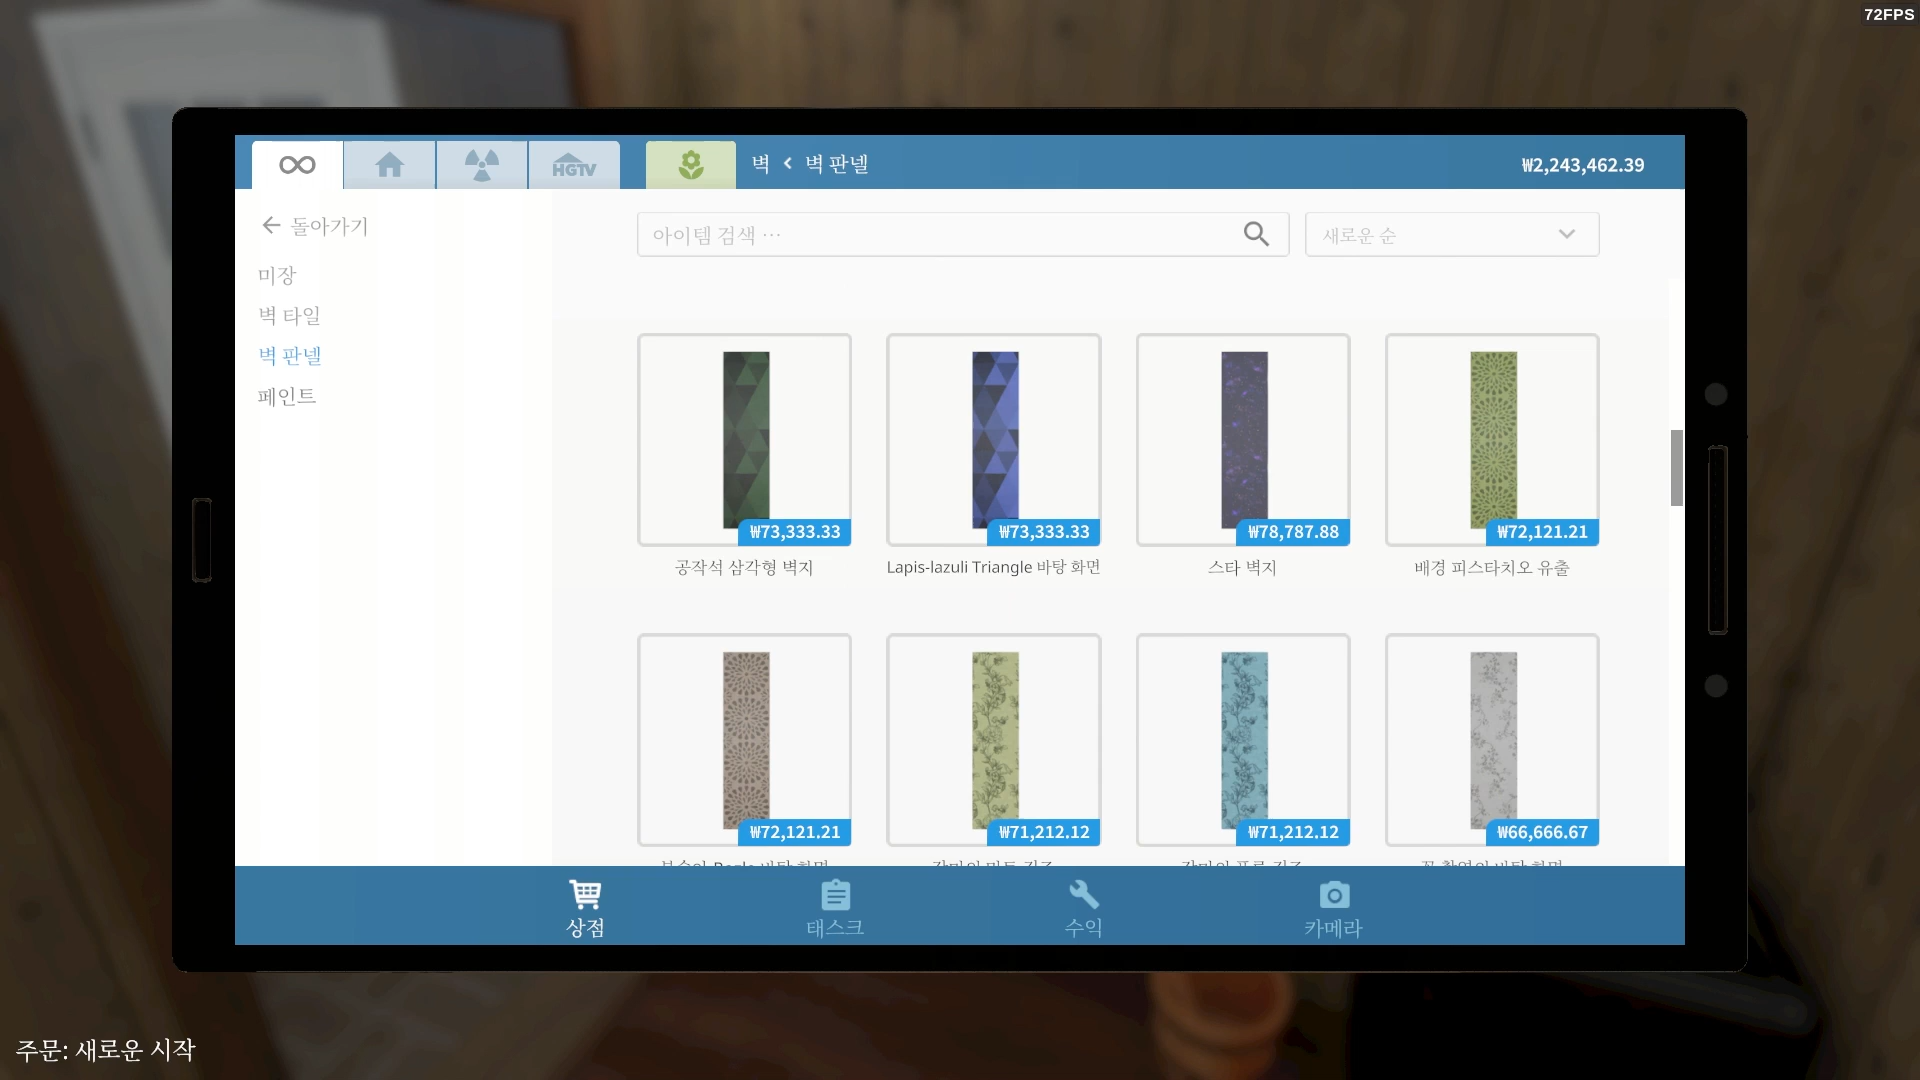 72FPS
HGTV
벽 < 벽 판넬
₩2,243,462.39
← 돌아가기
아이템 검색 ···
새로운 순
미장
벽 타일
벽 판넬
페인트
₩73,333.33
₩73,333.33
₩78,787.88
₩72,121.21
공작석 삼각형 벽지
Lapis-lazuli Triangle 바탕 화면
스타 벽지
배경 피스타치오 유출
₩72,121.21
₩71,212.12
₩71,212.12
₩66,666.67
상점
태스크
수익
카메라
주문: 새로운 시작